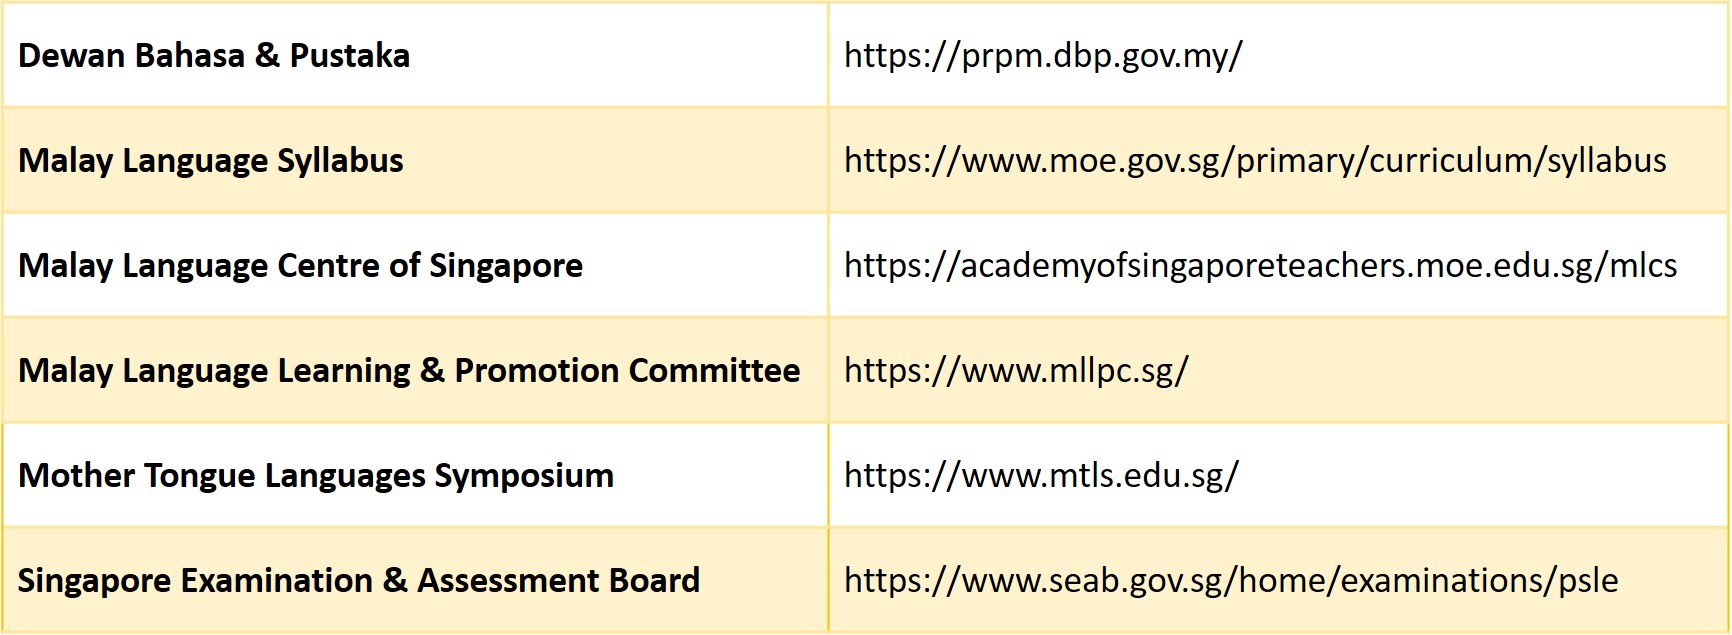 Dewan Bahasa & Pustaka https://prpm.dbp.gov.my/
Malay Language Syllabus https://www.moe.gov.sg/primary/curriculum/syllabus
Malay Language Centre of Singapore https://academyofsingaporeteachers.moe.edu.sg/mlcs
Malay Language Learning & Promotion Committee https://www.mllpc.sg/
Mother Tongue Languages Symposium https://www.mtls.edu.sg/
Singapore Examination & Assessment Board https://www.seab.gov.sg/home/examinations/psle